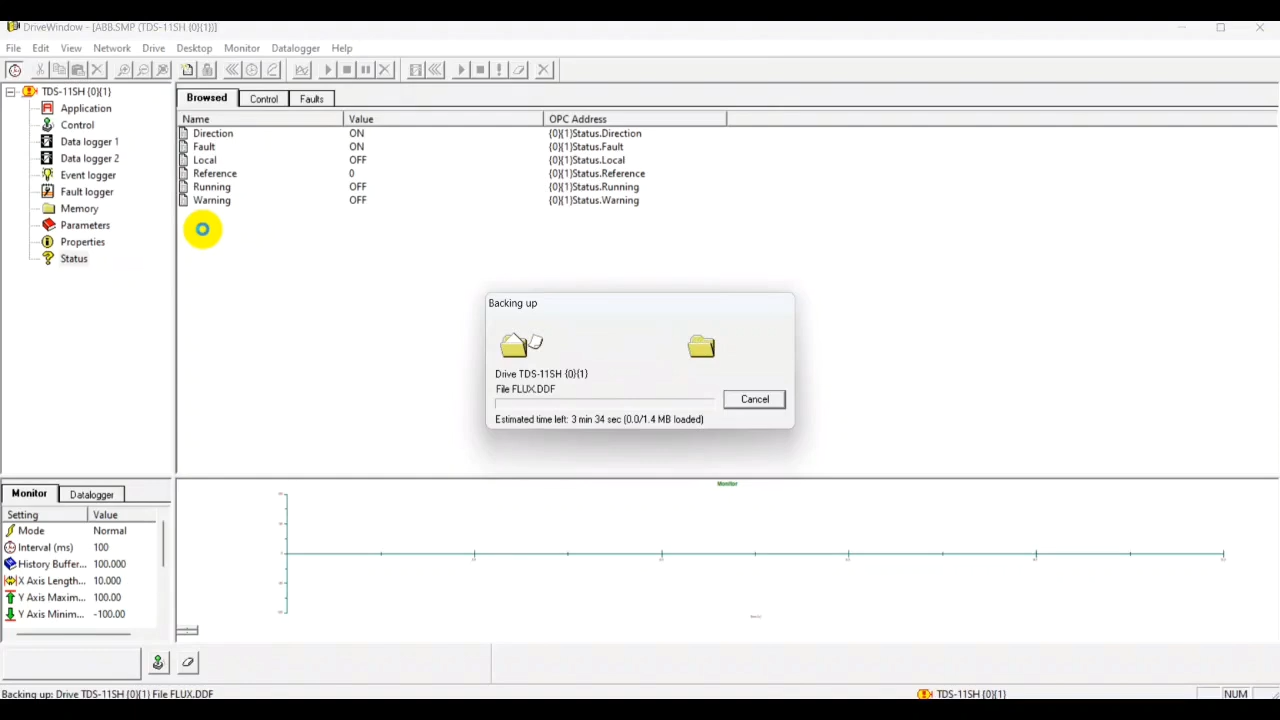 DriveWindow - [ABB.SMP (TDS-11SH {0}{1})]
File Edit View Network Drive Desktop Monitor Datalogger Help
TDS-11SH {0}{1}
Application
Control
Data logger 1
Data logger 2
Event logger
Fault logger
Memory
Parameters
Properties
Status
Browsed Control Faults
Name Value OPC Address
Direction ON {0}{1}Status.Direction
Fault ON {0}{1}Status.Fault
Local OFF {0}{1}Status.Local
Reference 0 {0}{1}Status.Reference
Running OFF {0}{1}Status.Running
Warning OFF {0}{1}Status.Warning
Backing up
Drive TDS-11SH {0}{1}
File FLUX.DDF
Cancel
Estimated time left: 3 min 34 sec (0.0/1.4 MB loaded)
Monitor Datalogger
Setting Value
Mode Normal
Interval (ms) 100
History Buffer... 100.000
X Axis Length... 10.000
Y Axis Maxim... 100.00
Y Axis Minim... -100.00
Monitor
Backing up: Drive TDS-11SH {0}{1} File FLUX.DDF
TDS-11SH {0}{1}
NUM